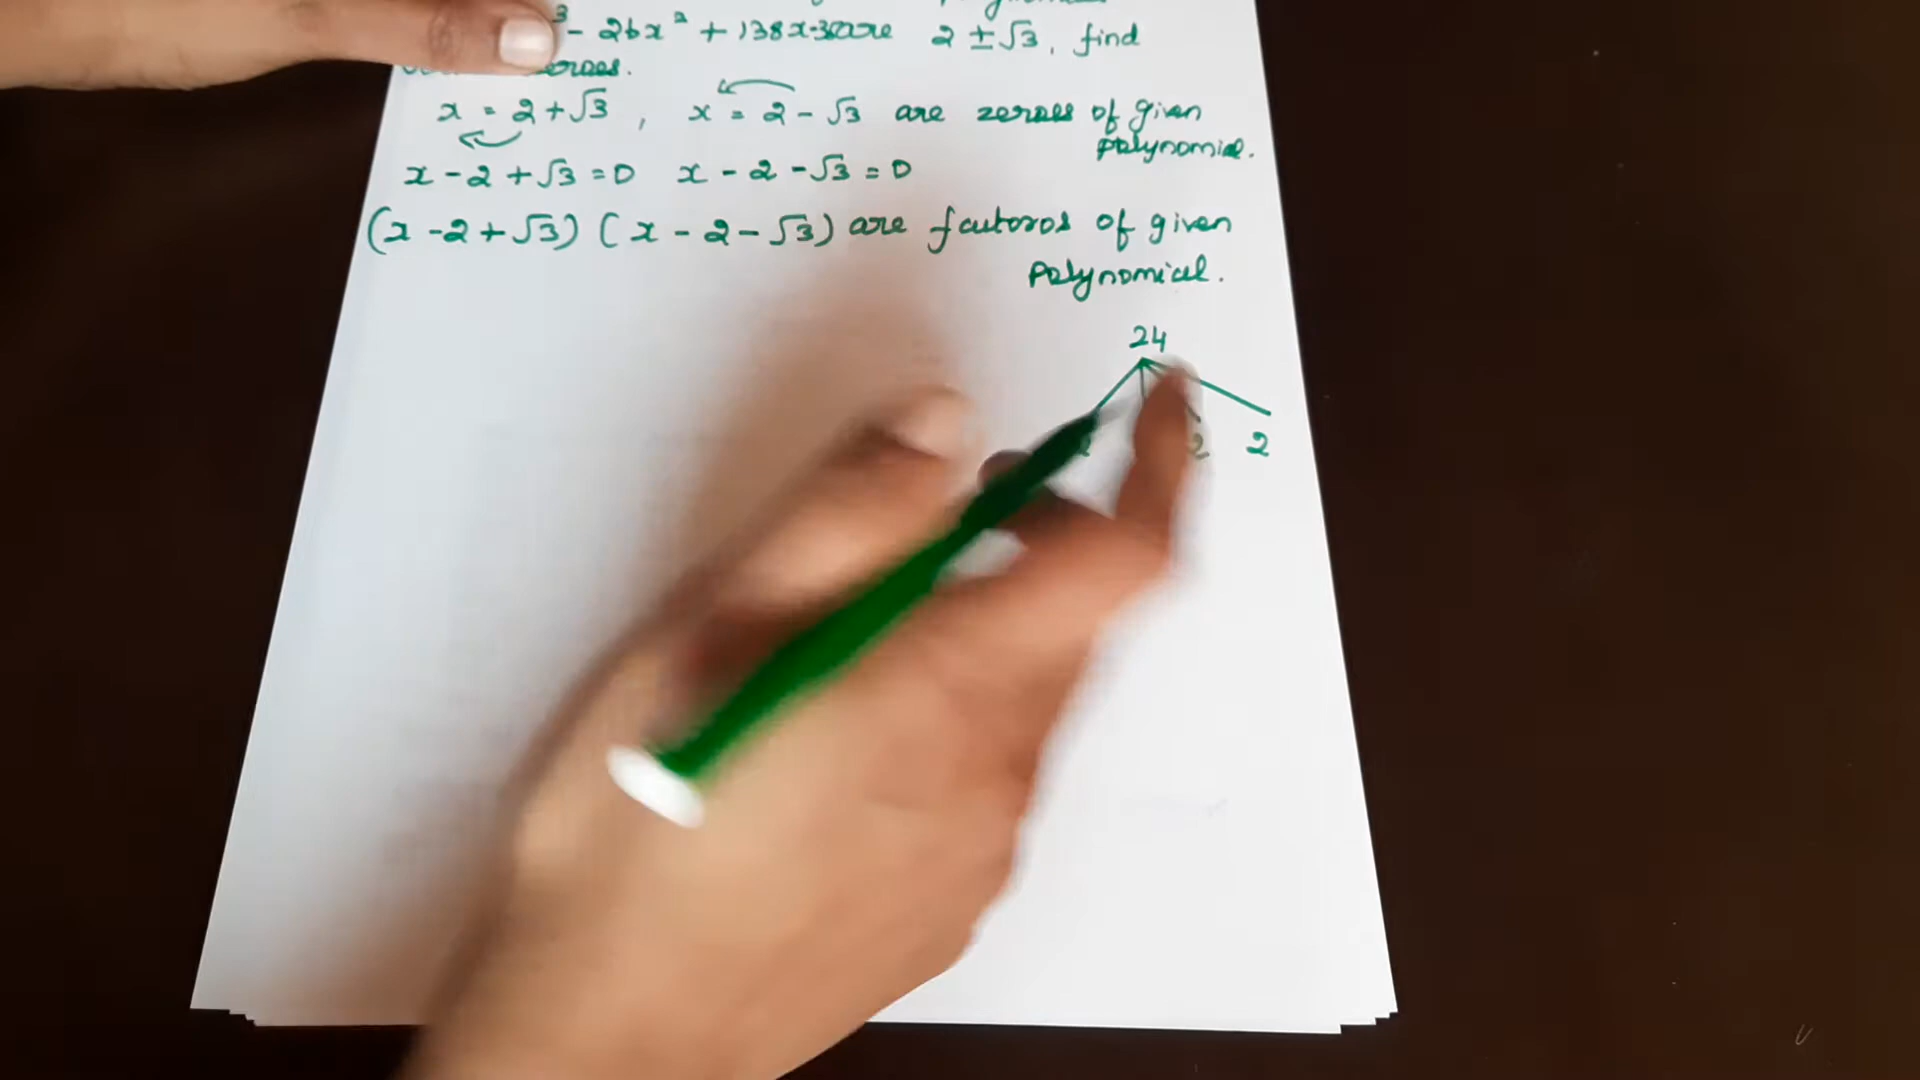 ³ - 26x² + 138x-35 are 2 ± √3, find
zeroes.
x = 2 + √3 , x = 2 - √3 are zeroes of given
polynomial.
x - 2 + √3 = 0 x - 2 - √3 = 0
(x - 2 + √3) (x - 2 - √3) are factors of given
Polynomial.
24
2 2